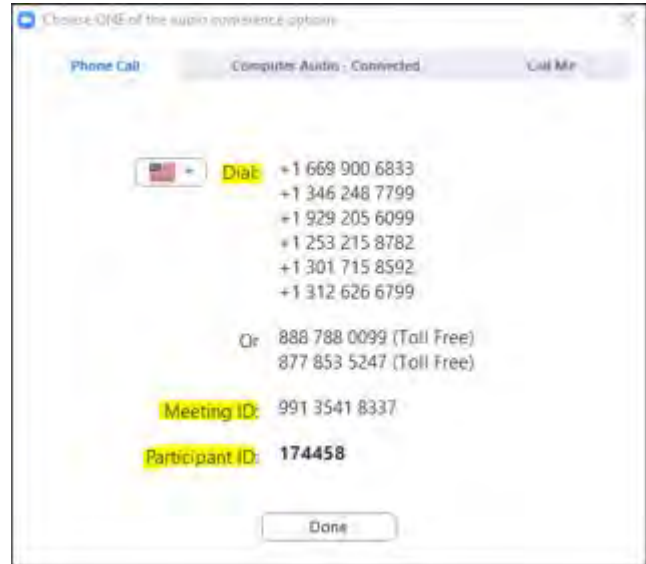 Choose ONE of the audio conference options
Phone Call Computer Audio - Connected Call Me
Dial: +1 669 900 6833
+1 346 248 7799
+1 929 205 6099
+1 253 215 8782
+1 301 715 8592
+1 312 626 6799
Or 888 788 0099 (Toll Free)
877 853 5247 (Toll Free)
Meeting ID: 991 3541 8337
Participant ID: 174458
Done